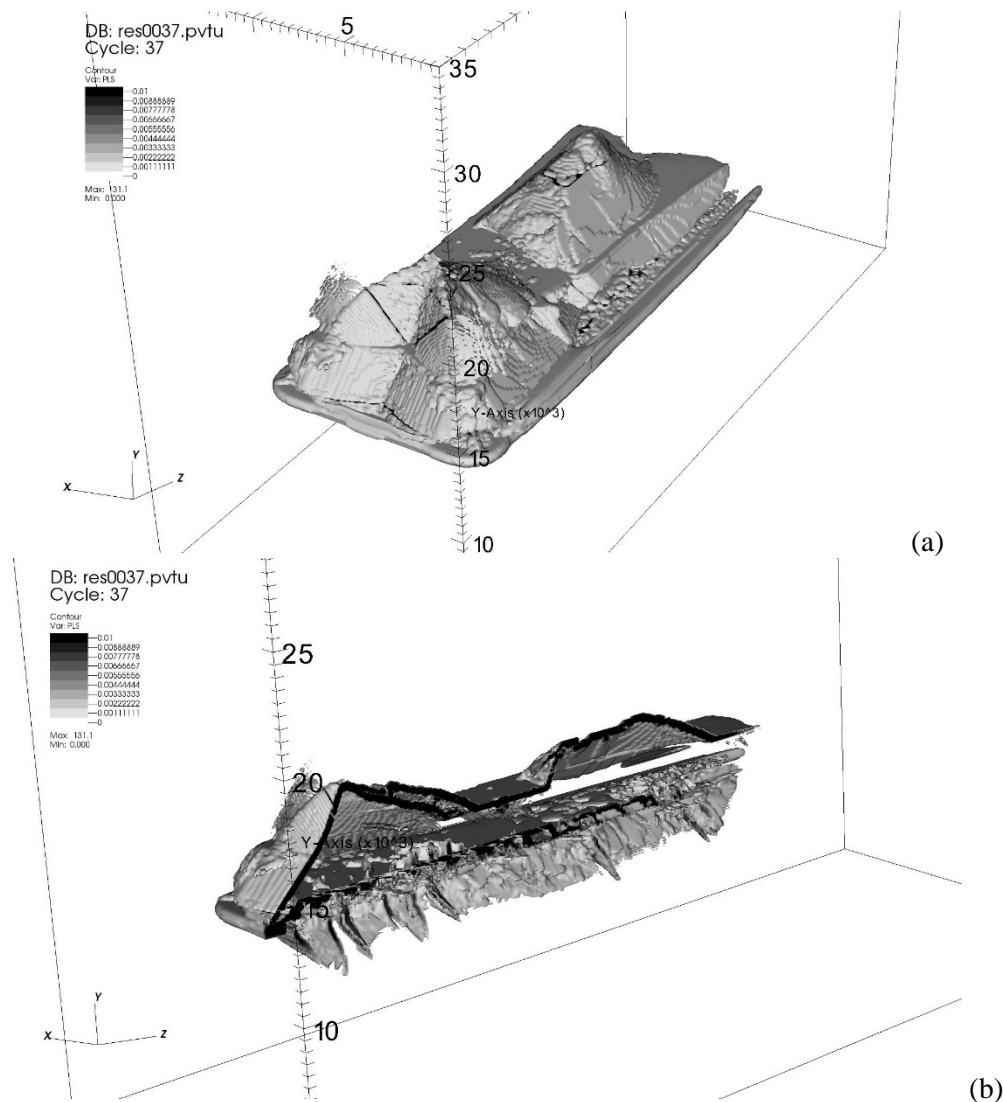 DB: res0037.pvtu
Cycle: 37
Contour
Var: PLS
0.01
0.00888889
0.00777778
0.00666667
0.00555556
0.00444444
0.00333333
0.00222222
0.00111111
0
Max: 131.1
Min: 0.000
5
35
30
25
20
Y-Axis (x10^3)
15
10
Y
X
Z
(a)
DB: res0037.pvtu
Cycle: 37
Contour
Var: PLS
0.01
0.00888889
0.00777778
0.00666667
0.00555556
0.00444444
0.00333333
0.00222222
0.00111111
0
Max: 131.1
Min: 0.000
25
20
Y-Axis (x10^3)
15
10
Y
X
Z
(b)